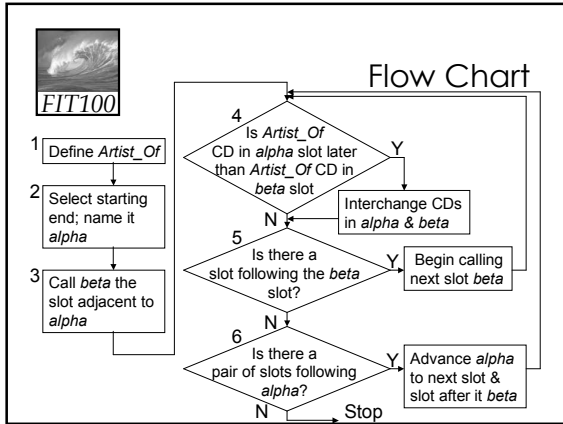 Flow Chart
FIT100
1
Define Artist_Of
2
Select starting
end; name it
alpha
3
Call beta the
slot adjacent to
alpha
4
Is Artist_Of
CD in alpha slot later
than Artist_Of CD in
beta slot
Y
Interchange CDs
in alpha & beta
N
5
Is there a
slot following the beta
slot?
Y
Begin calling
next slot beta
N
6
Is there a
pair of slots following
alpha?
Y
Advance alpha
to next slot &
slot after it beta
N
Stop